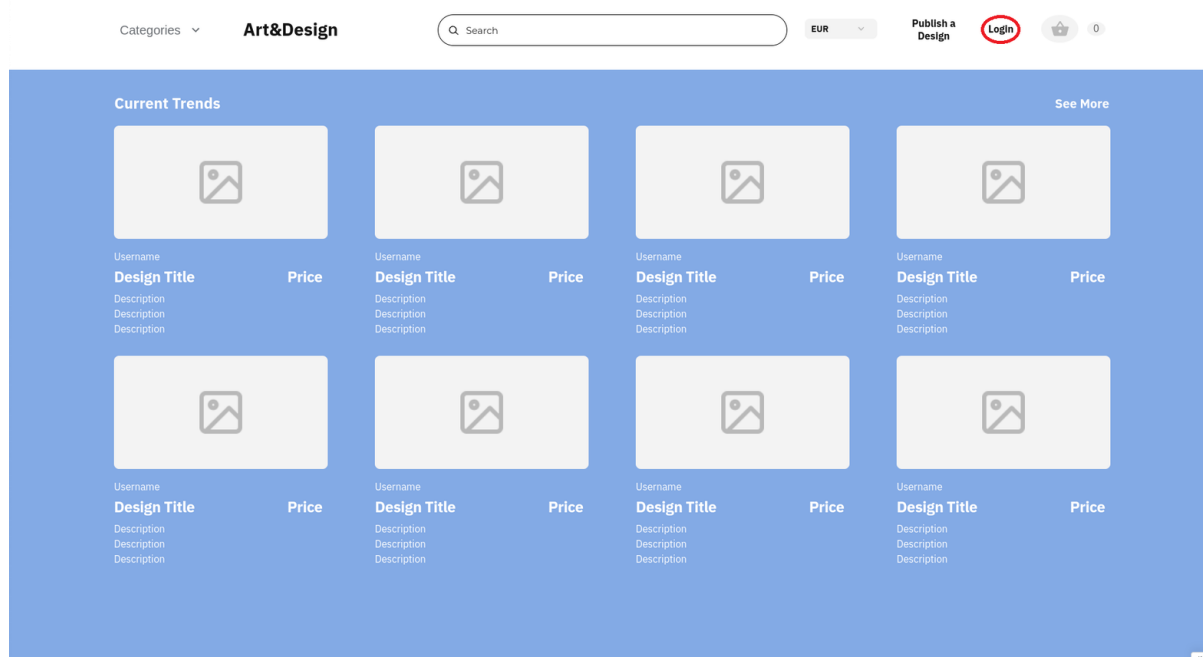 Categories Art&Design Search EUR Publish a Design Login 0
Current Trends See More
Username Username Username Username
Design Title Price Design Title Price Design Title Price Design Title Price
Description Description Description Description
Description Description Description Description
Description Description Description Description
Username Username Username Username
Design Title Price Design Title Price Design Title Price Design Title Price
Description Description Description Description
Description Description Description Description
Description Description Description Description